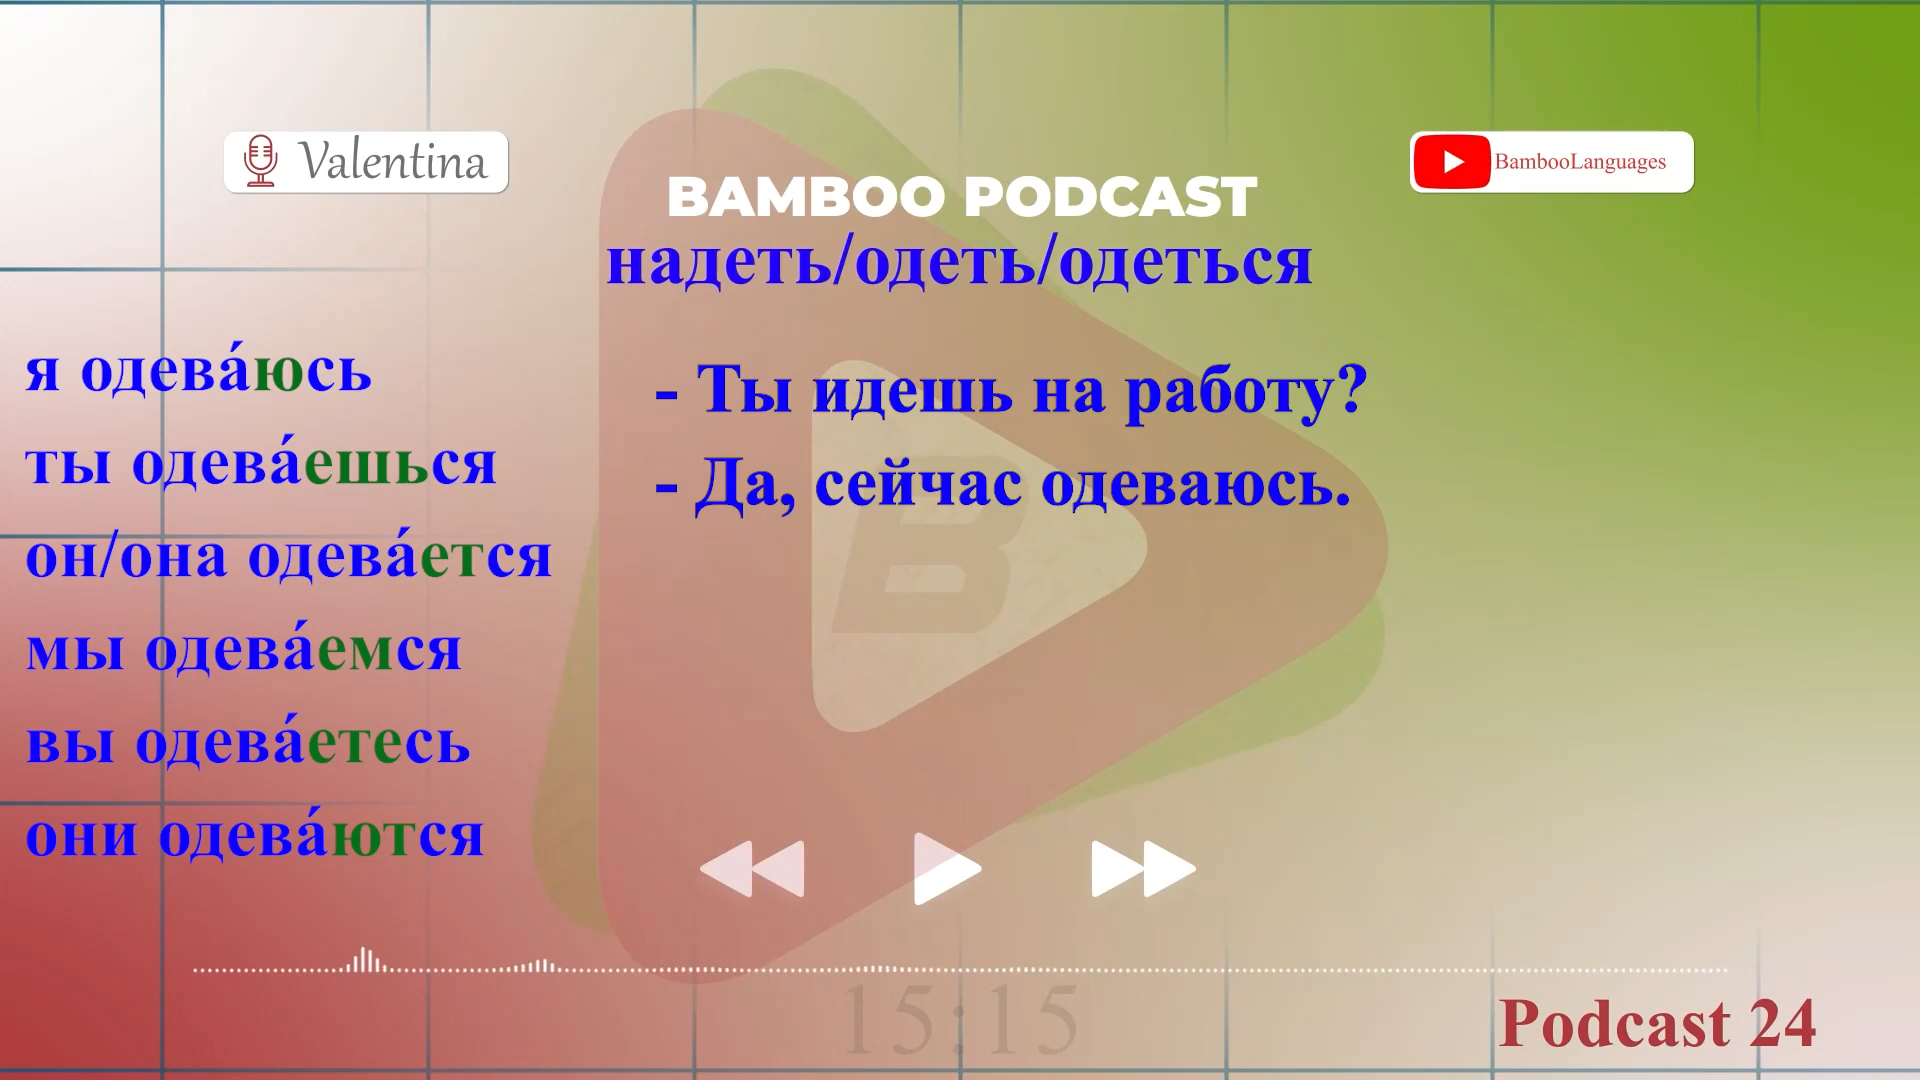 Valentina
BambooLanguages
BAMBOO PODCAST
надеть/одеть/одеться
я одева́юсь
ты одева́ешься
он/она одева́ется
мы одева́емся
вы одева́етесь
они одева́ются
- Ты идешь на работу?
- Да, сейчас одеваюсь.
B
15:15
Podcast 24